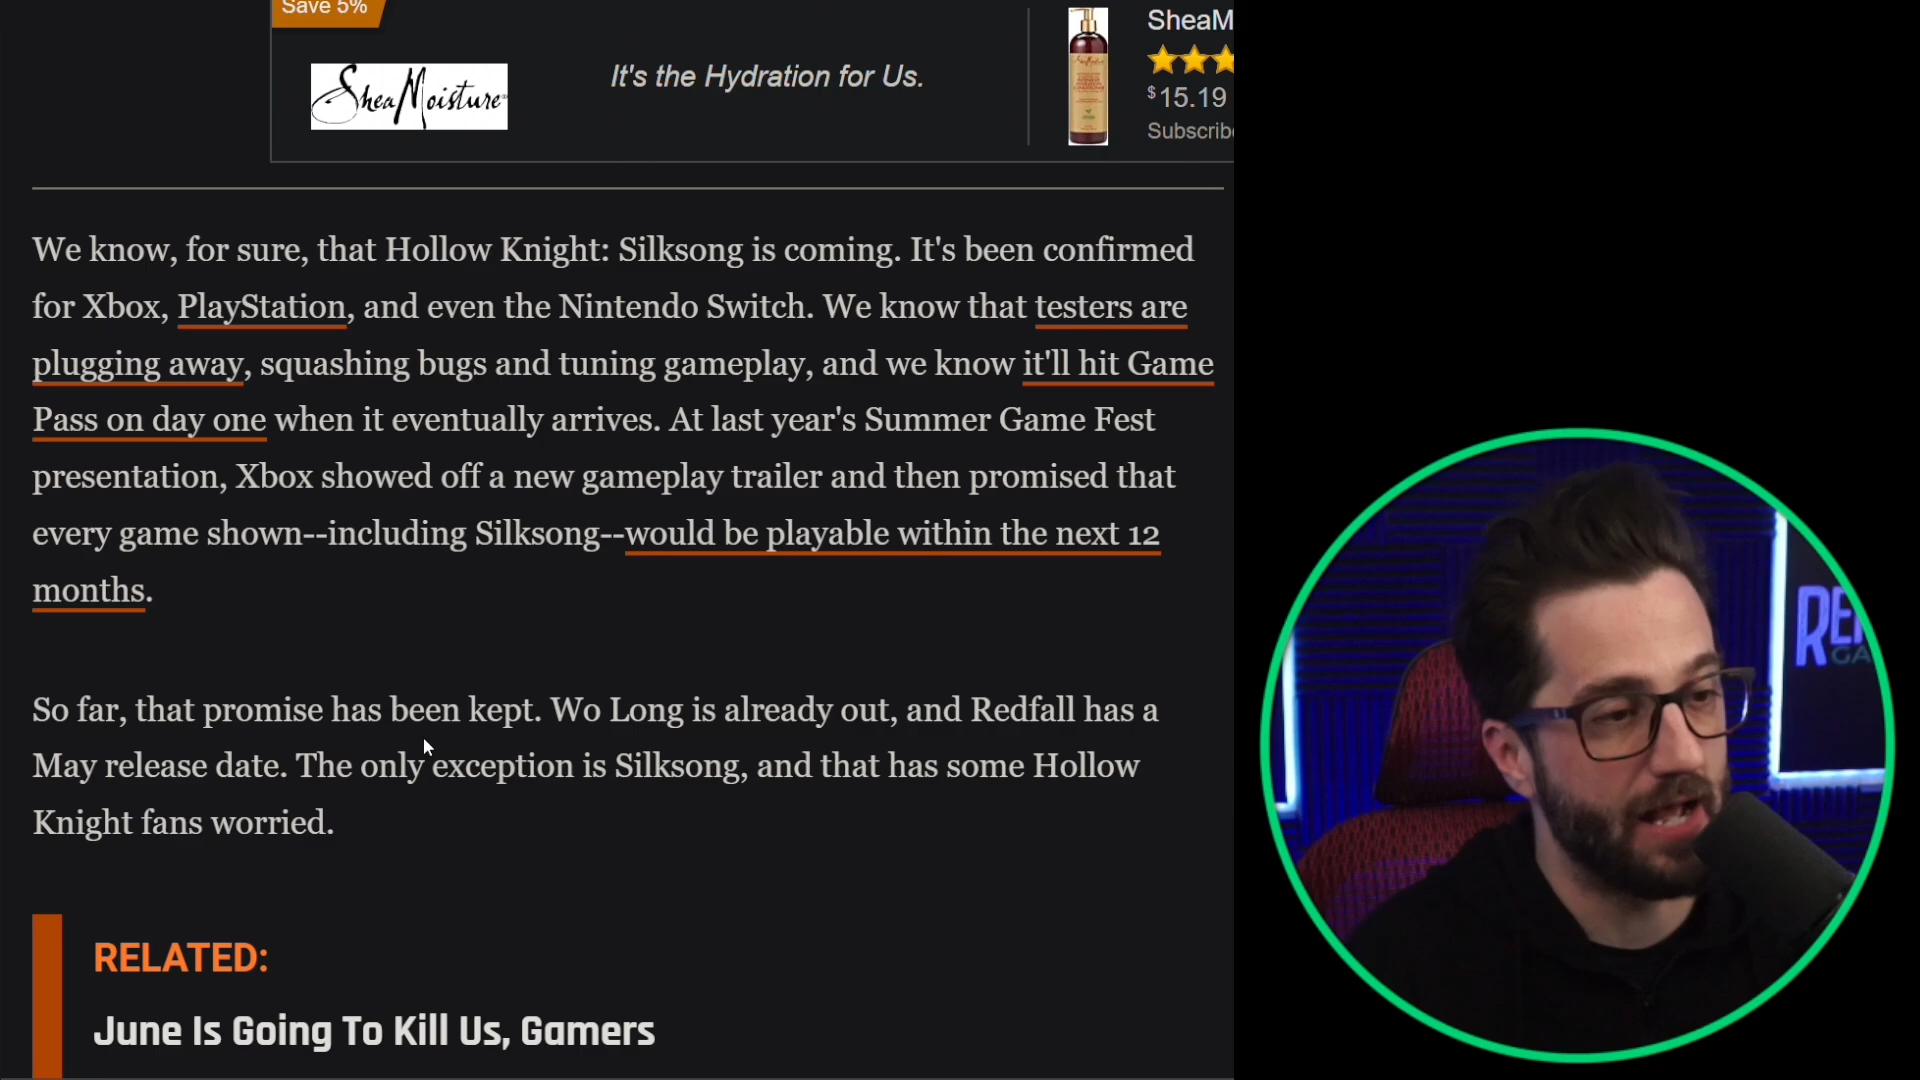 Save 5%
SheaMoisture
It's the Hydration for Us.
SheaM
$15.19
Subscrib
We know, for sure, that Hollow Knight: Silksong is coming. It's been confirmed
for Xbox, PlayStation, and even the Nintendo Switch. We know that testers are
plugging away, squashing bugs and tuning gameplay, and we know it'll hit Game
Pass on day one when it eventually arrives. At last year's Summer Game Fest
presentation, Xbox showed off a new gameplay trailer and then promised that
every game shown--including Silksong--would be playable within the next 12
months.
So far, that promise has been kept. Wo Long is already out, and Redfall has a
May release date. The only exception is Silksong, and that has some Hollow
Knight fans worried.
RELATED:
June Is Going To Kill Us, Gamers
RE
GA